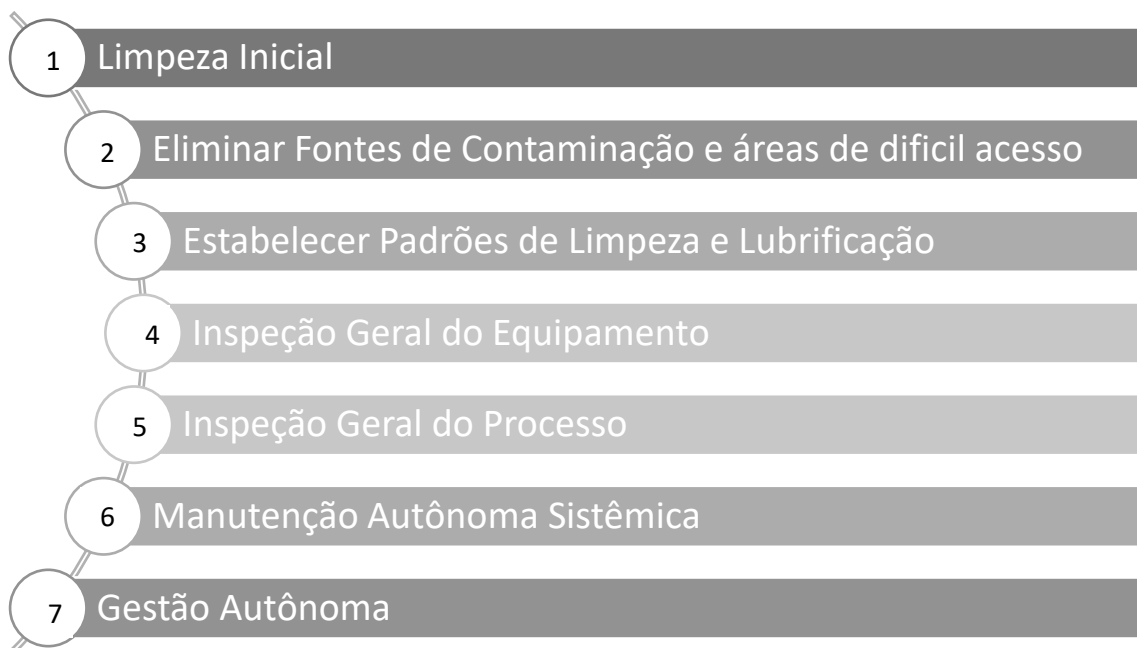 1 Limpeza Inicial
2 Eliminar Fontes de Contaminação e áreas de dificil acesso
3 Estabelecer Padrões de Limpeza e Lubrificação
4 Inspeção Geral do Equipamento
5 Inspeção Geral do Processo
6 Manutenção Autônoma Sistêmica
7 Gestão Autônoma